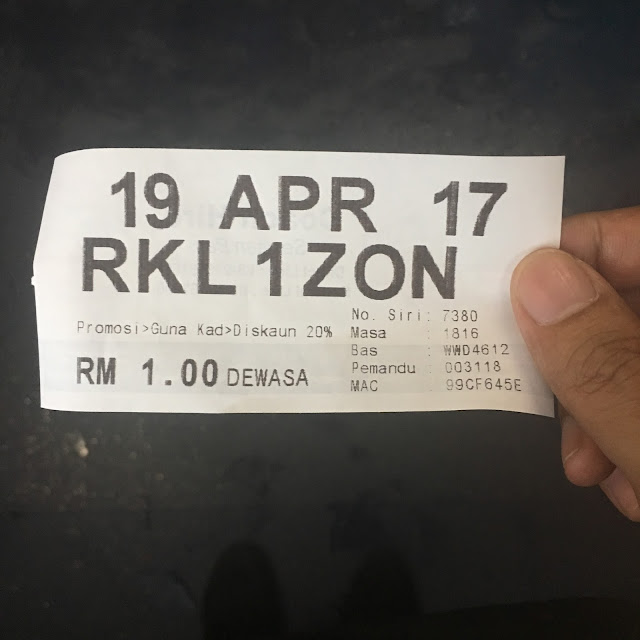 19 APR 17
RKL1ZON
Promosi>Guna Kad>Diskaun 20%
RM 1.00 DEWASA
No. Siri: 7380
Masa : 1816
Bas : WWD4612
Pemandu : 003118
MAC : 99CF645E